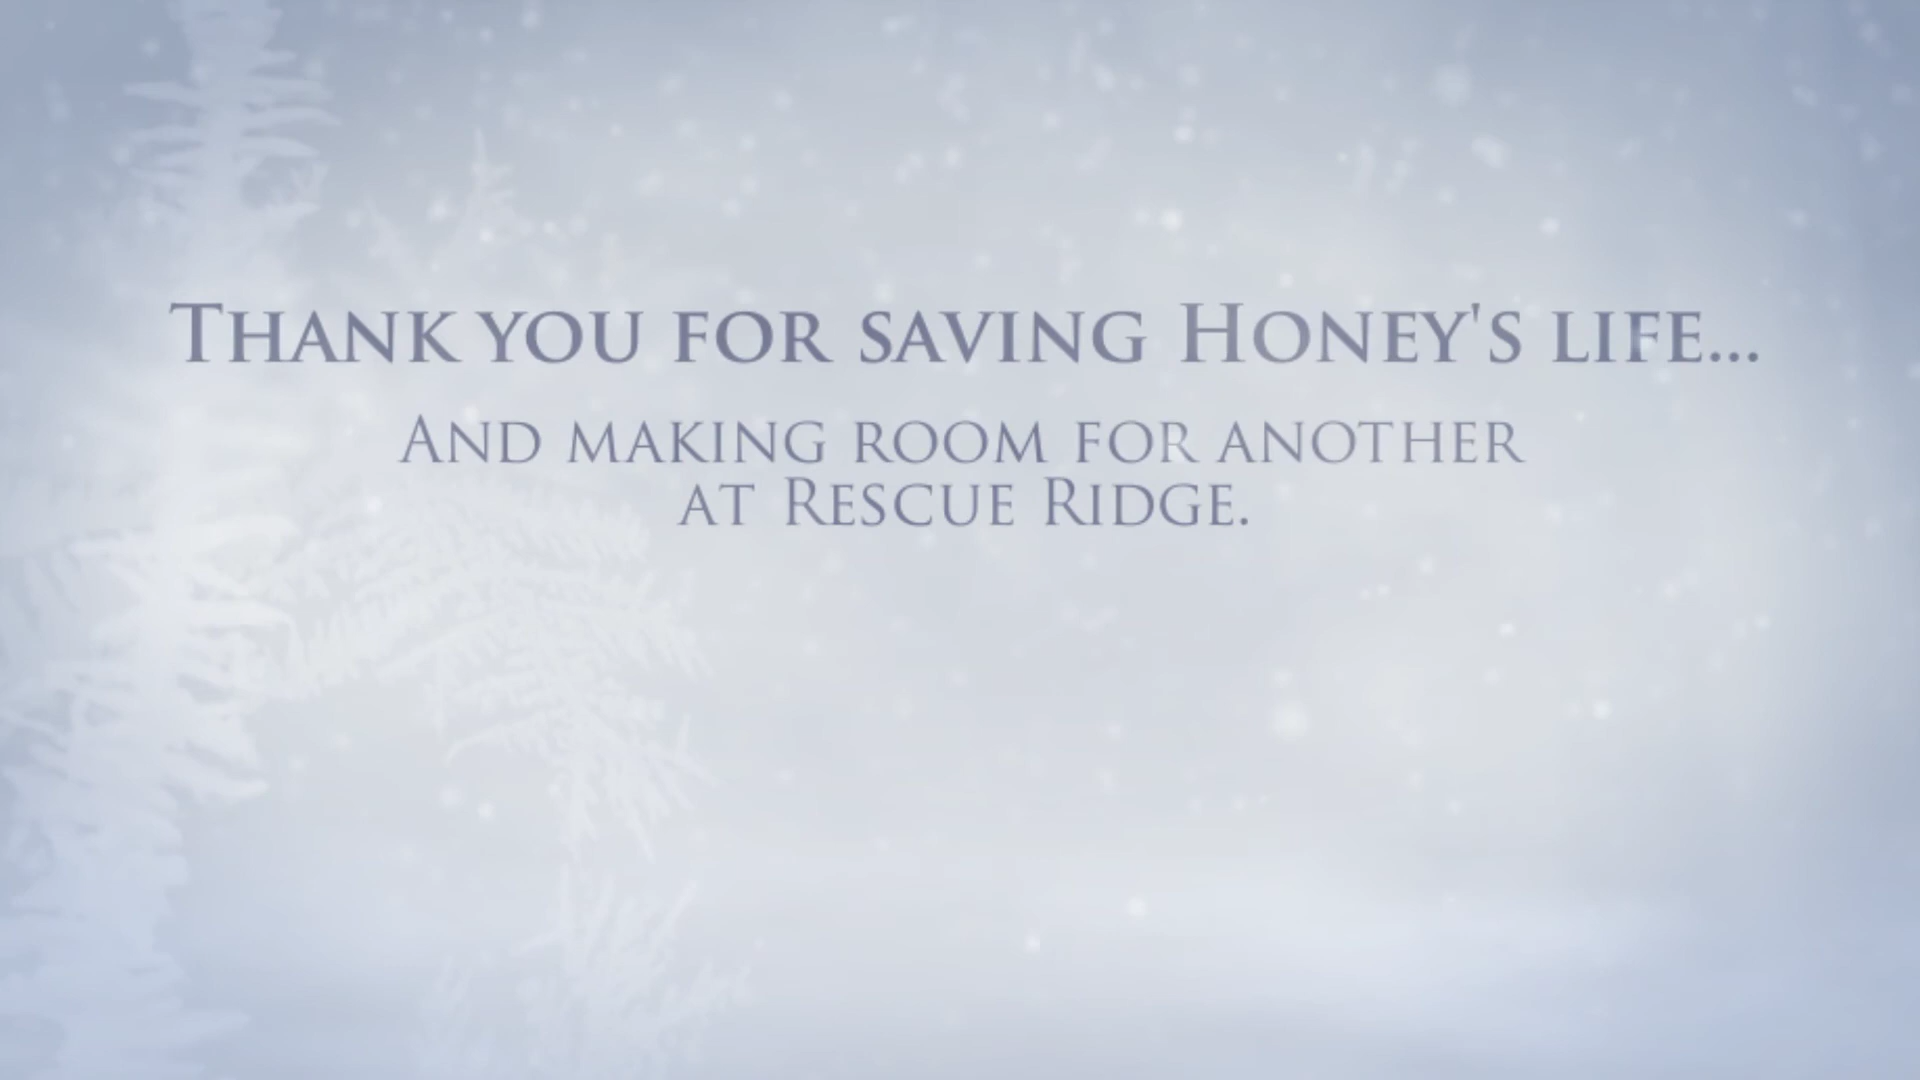 Thank you for saving Honey's life...
And making room for another
at Rescue Ridge.